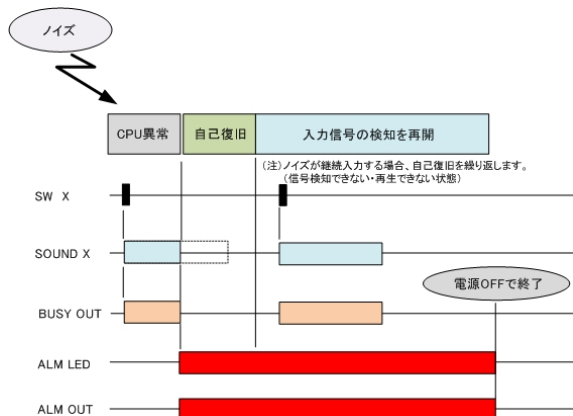 ノイズ
CPU異常
自己復旧
入力信号の検知を再開
(注)ノイズが継続入力する場合、自己復旧を繰り返します。
(信号検知できない・再生できない状態)
SW X
SOUND X
電源OFFで終了
BUSY OUT
ALM LED
ALM OUT